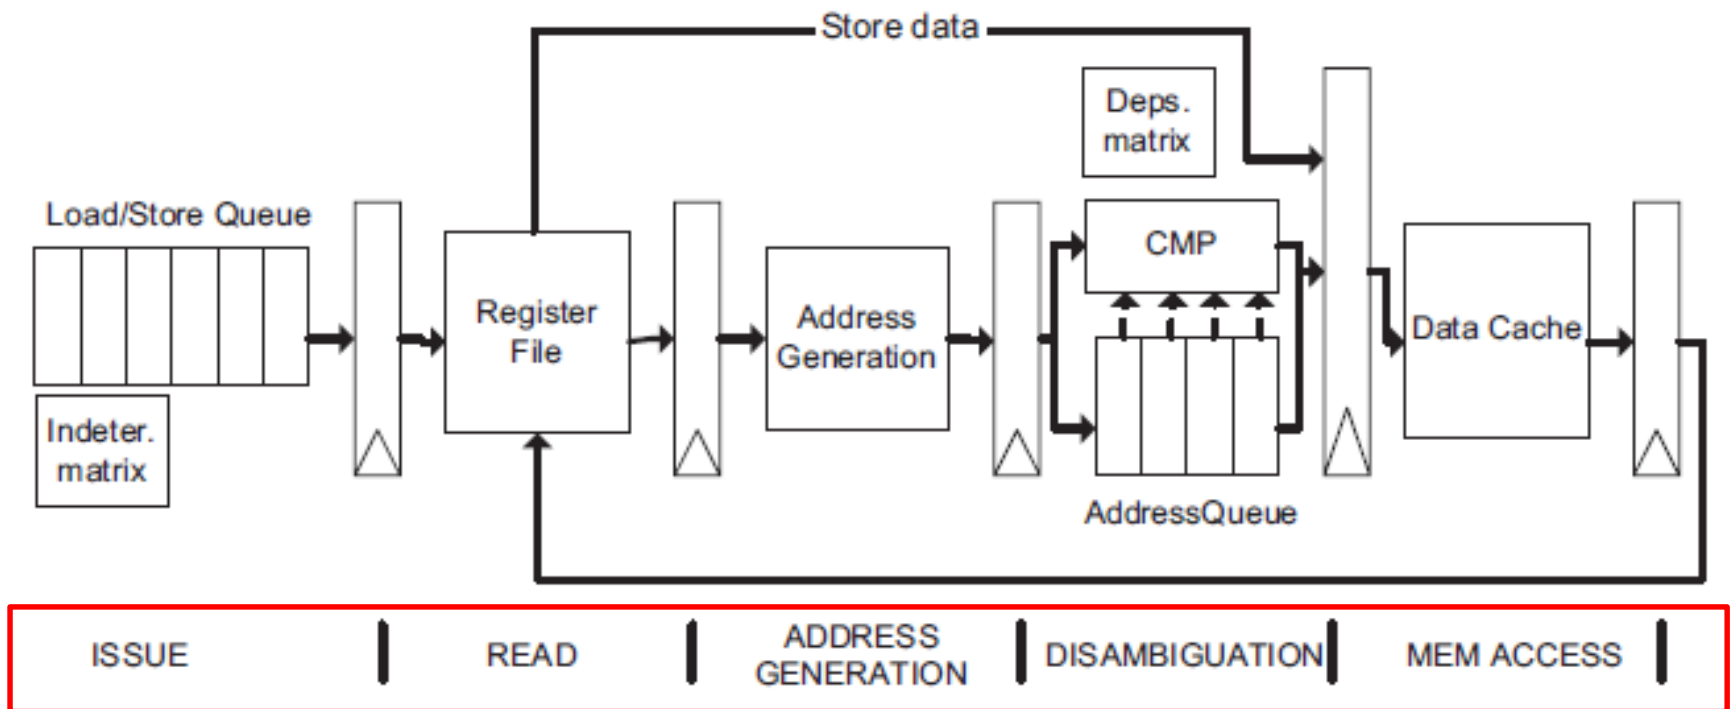 Store data
Deps.
matrix
Load/Store Queue
CMP
Register
File
Address
Generation
Data Cache
Indeter.
matrix
AddressQueue
ISSUE
READ
ADDRESS
GENERATION
DISAMBIGUATION
MEM ACCESS